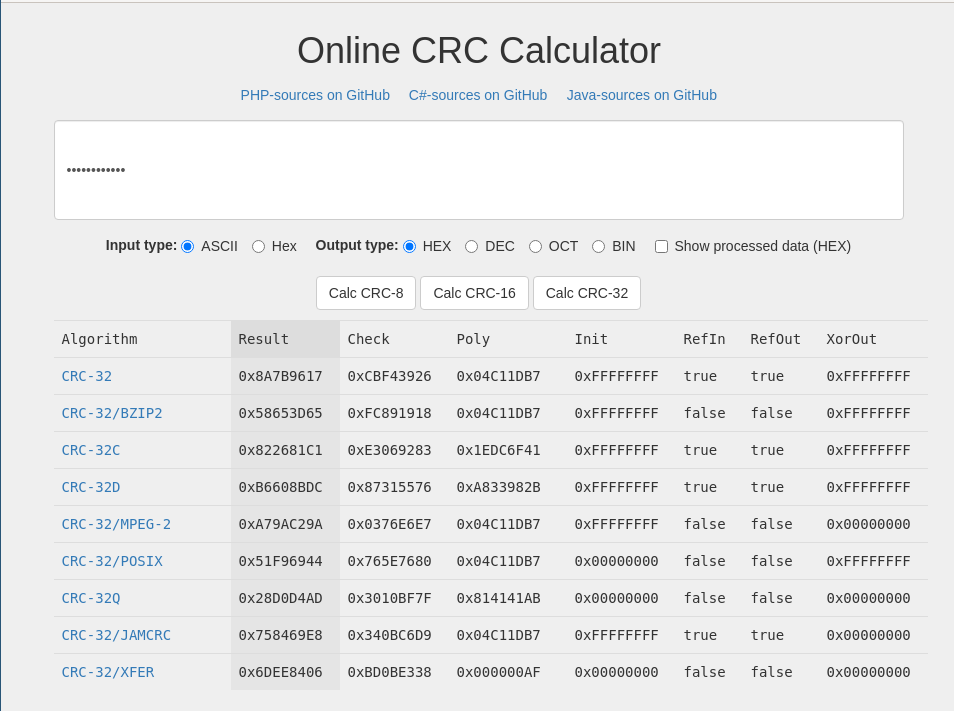 Online CRC Calculator
PHP-sources on GitHub C#-sources on GitHub Java-sources on GitHub
••••••••••••
Input type: ASCII Hex Output type: HEX DEC OCT BIN Show processed data (HEX)
Calc CRC-8 Calc CRC-16 Calc CRC-32
Algorithm Result Check Poly Init RefIn RefOut XorOut
CRC-32 0x8A7B9617 0xCBF43926 0x04C11DB7 0xFFFFFFFF true true 0xFFFFFFFF
CRC-32/BZIP2 0x58653D65 0xFC891918 0x04C11DB7 0xFFFFFFFF false false 0xFFFFFFFF
CRC-32C 0x822681C1 0xE3069283 0x1EDC6F41 0xFFFFFFFF true true 0xFFFFFFFF
CRC-32D 0xB6608BDC 0x87315576 0xA833982B 0xFFFFFFFF true true 0xFFFFFFFF
CRC-32/MPEG-2 0xA79AC29A 0x0376E6E7 0x04C11DB7 0xFFFFFFFF false false 0x00000000
CRC-32/POSIX 0x51F96944 0x765E7680 0x04C11DB7 0x00000000 false false 0xFFFFFFFF
CRC-32Q 0x28D0D4AD 0x3010BF7F 0x814141AB 0x00000000 false false 0x00000000
CRC-32/JAMCRC 0x758469E8 0x340BC6D9 0x04C11DB7 0xFFFFFFFF true true 0x00000000
CRC-32/XFER 0x6DEE8406 0xBD0BE338 0x000000AF 0x00000000 false false 0x00000000